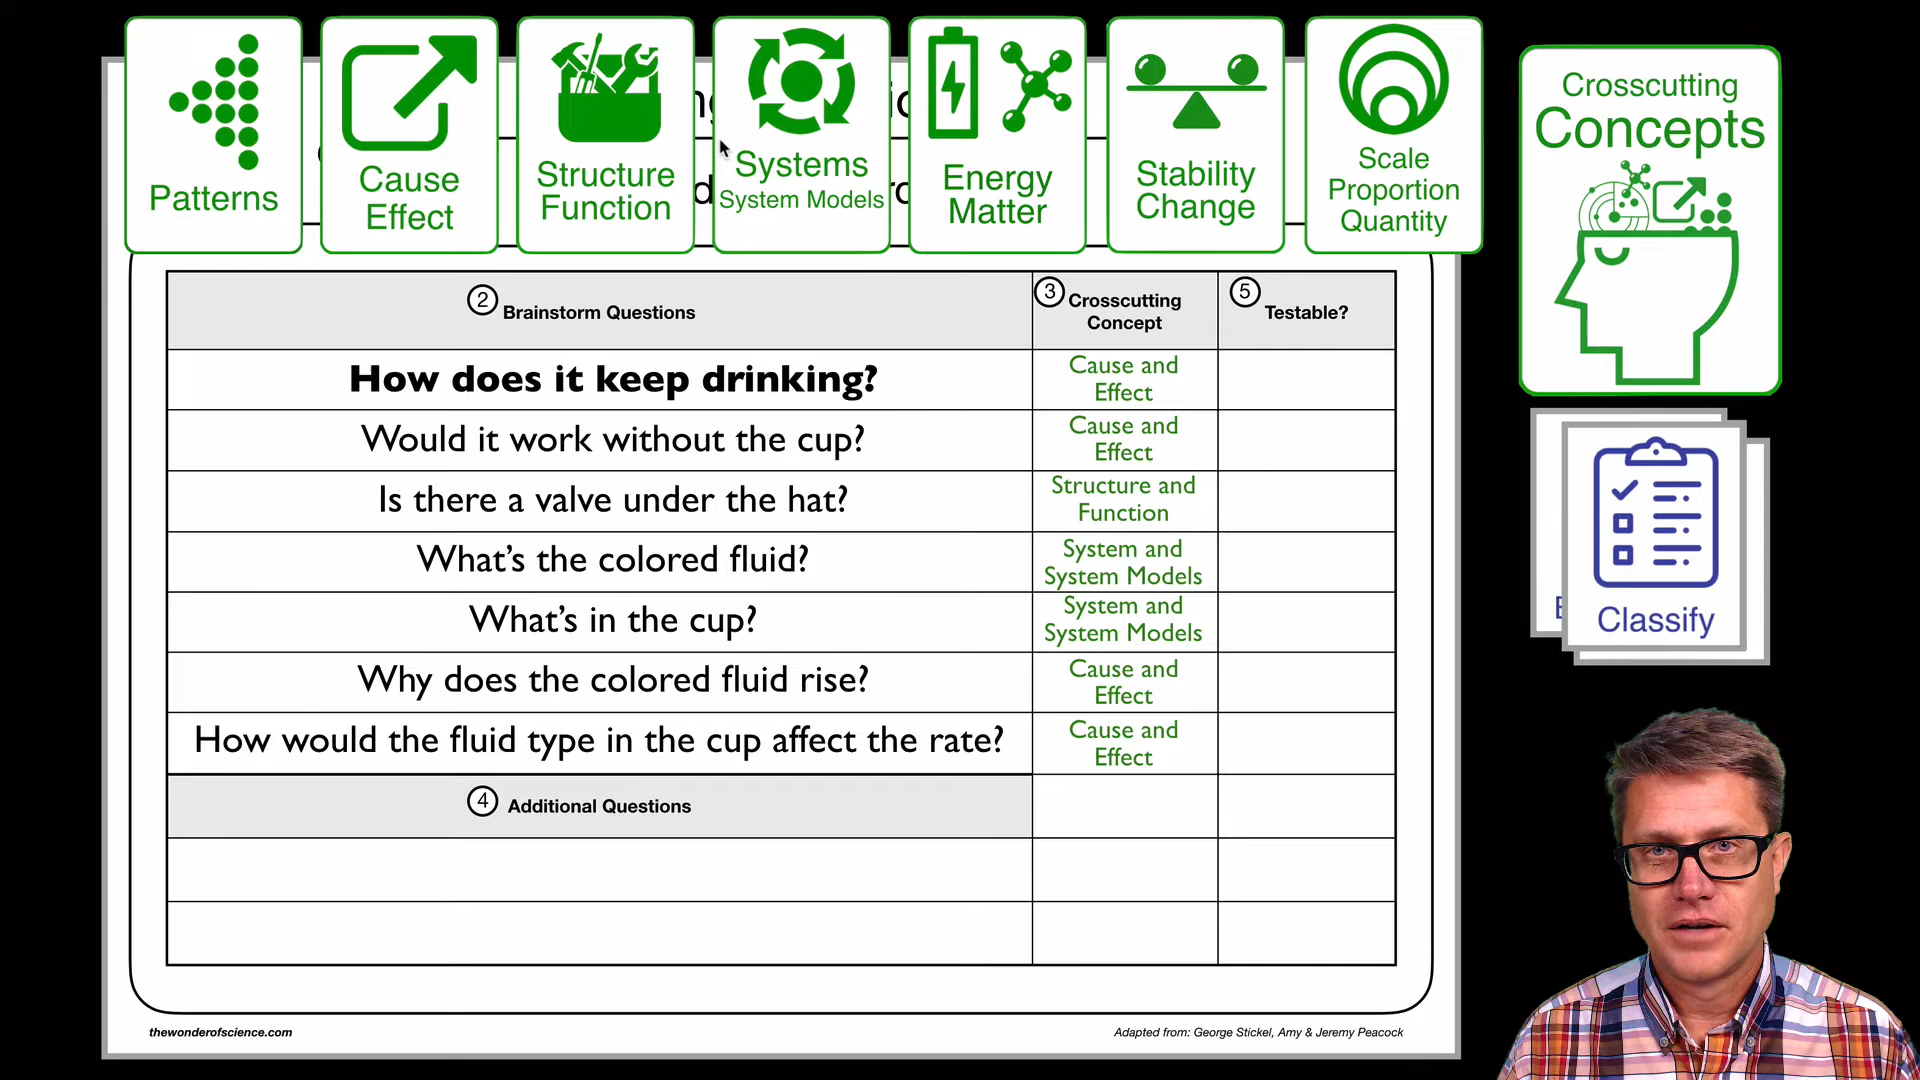 Patterns
Cause
Effect
Structure
Function
Systems
System Models
Energy
Matter
Stability
Change
Scale
Proportion
Quantity
Crosscutting
Concepts
2 Brainstorm Questions
3 Crosscutting
Concept
5 Testable?
How does it keep drinking?
Cause and
Effect
Would it work without the cup?
Cause and
Effect
Is there a valve under the hat?
Structure and
Function
What's the colored fluid?
System and
System Models
What's in the cup?
System and
System Models
Why does the colored fluid rise?
Cause and
Effect
How would the fluid type in the cup affect the rate?
Cause and
Effect
4 Additional Questions
Classify
thewonderofscience.com
Adapted from: George Stickel, Amy & Jeremy Peacock